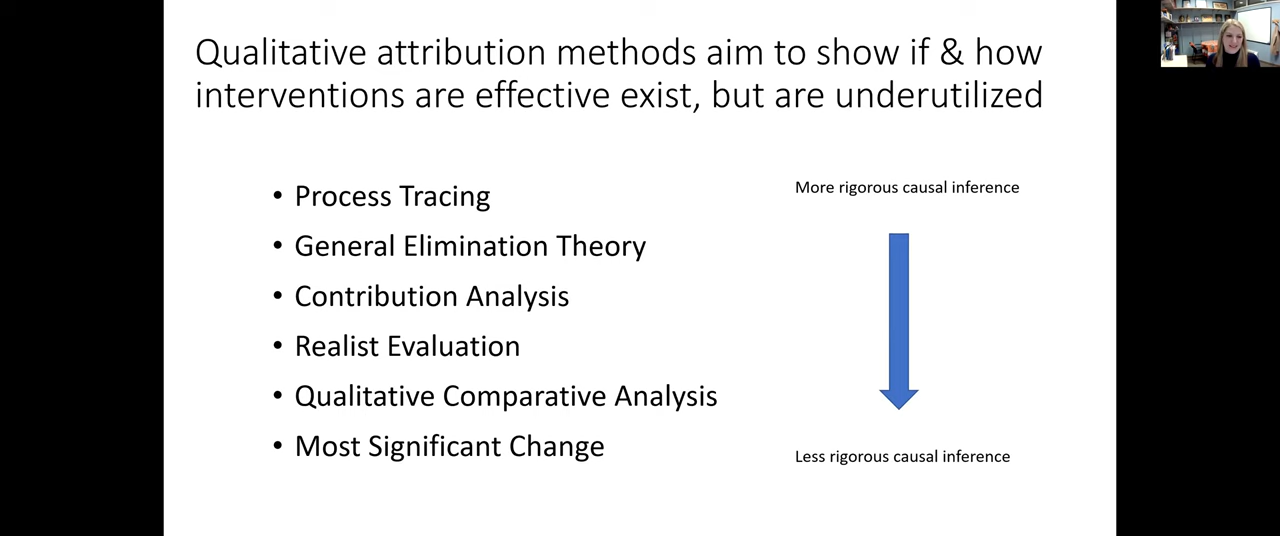 Qualitative attribution methods aim to show if & how
interventions are effective exist, but are underutilized
• Process Tracing
• General Elimination Theory
• Contribution Analysis
• Realist Evaluation
• Qualitative Comparative Analysis
• Most Significant Change
More rigorous causal inference
Less rigorous causal inference